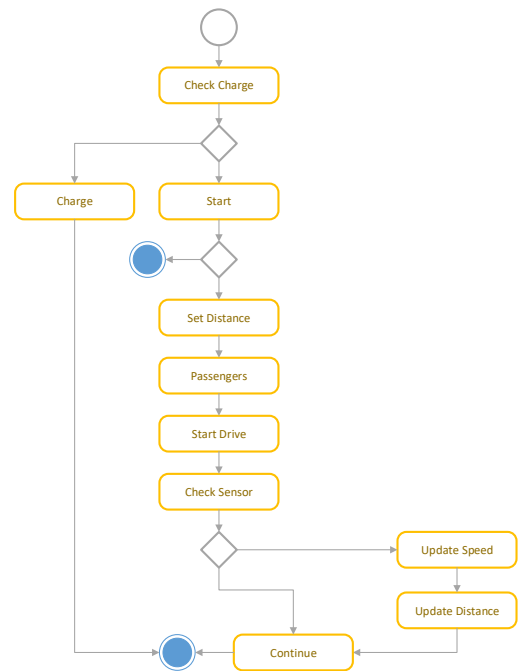 Check Charge
Charge
Start
Set Distance
Passengers
Start Drive
Check Sensor
Update Speed
Update Distance
Continue